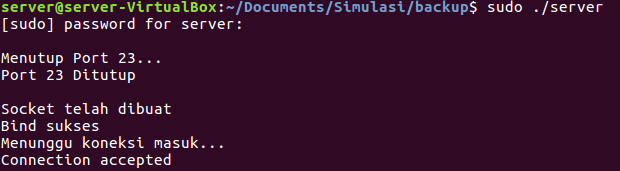 server@server-VirtualBox:~/Documents/Simulasi/backup$ sudo ./server
[sudo] password for server:
Menutup Port 23...
Port 23 Ditutup
Socket telah dibuat
Bind sukses
Menunggu koneksi masuk...
Connection accepted